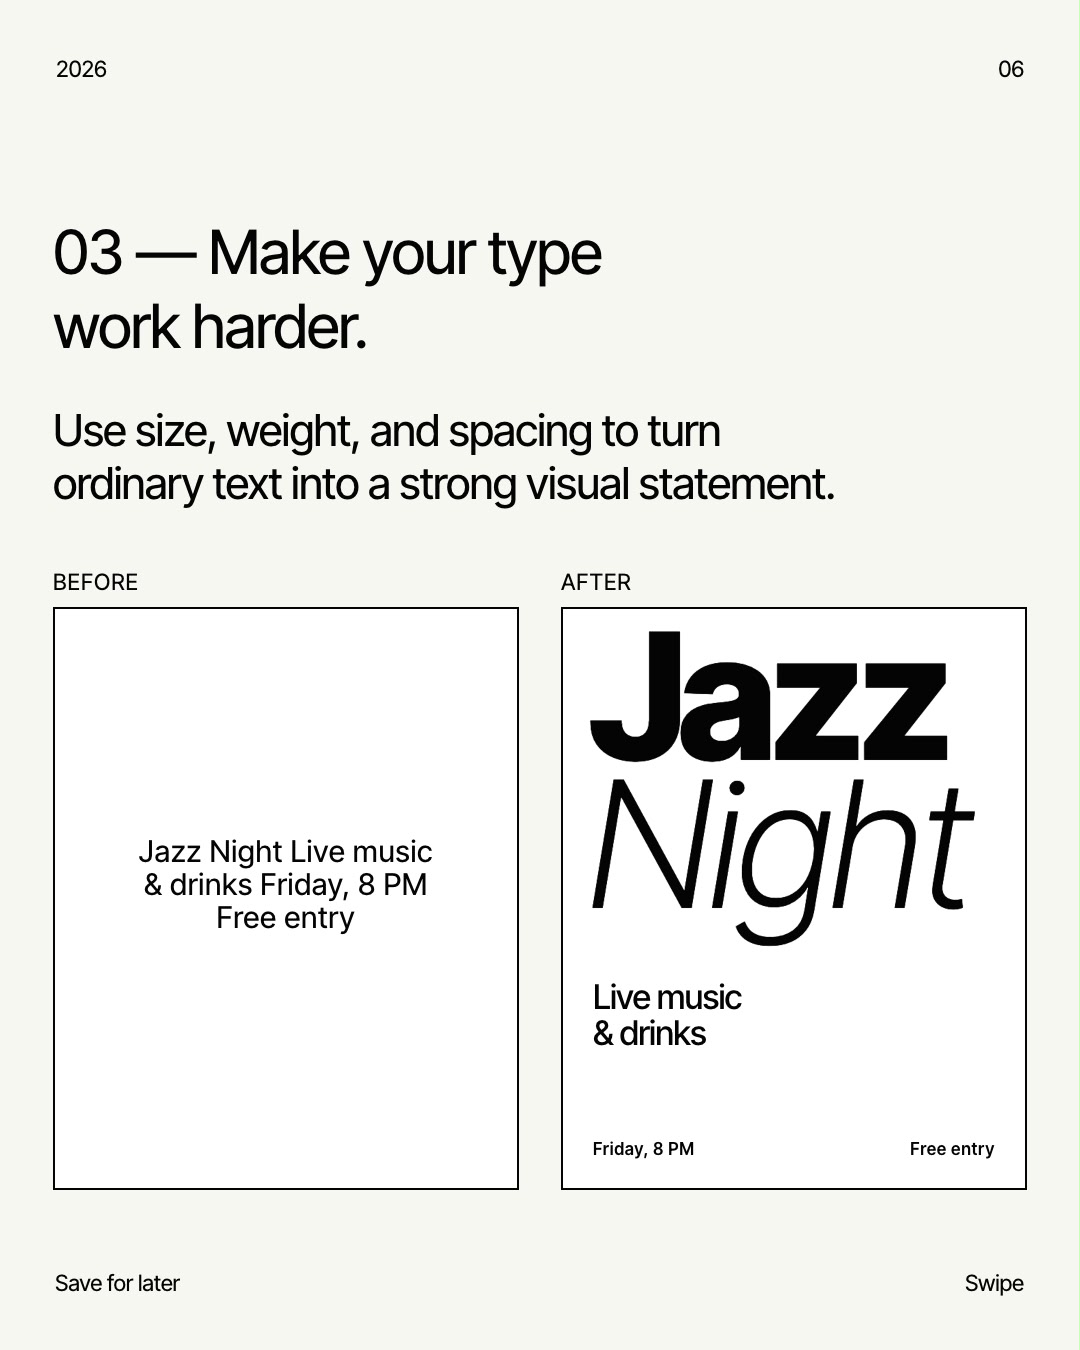 2026
06
03 — Make your type
work harder.
Use size, weight, and spacing to turn
ordinary text into a strong visual statement.
BEFORE
Jazz Night Live music
& drinks Friday, 8 PM
Free entry
AFTER
Jazz
Night
Live music
& drinks
Friday, 8 PM
Free entry
Save for later
Swipe